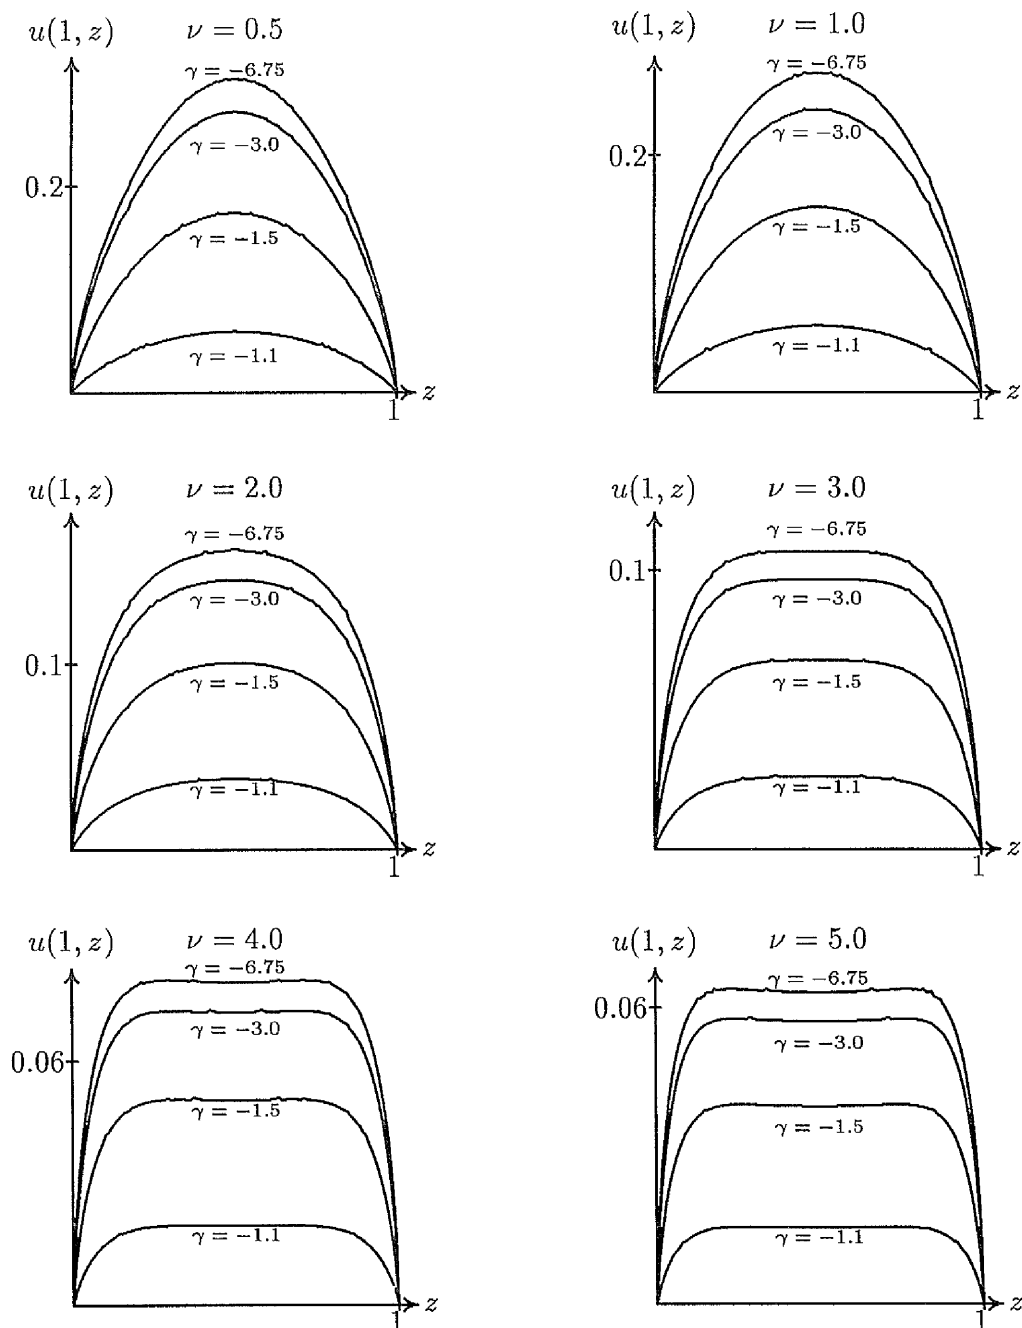 u(1, z) ν = 0.5
γ = −6.75
γ = −3.0
0.2
γ = −1.5
γ = −1.1
z
1
u(1, z) ν = 1.0
γ = −6.75
γ = −3.0
0.2
γ = −1.5
γ = −1.1
z
1
u(1, z) ν = 2.0
γ = −6.75
γ = −3.0
0.1
γ = −1.5
γ = −1.1
z
1
u(1, z) ν = 3.0
γ = −6.75
0.1
γ = −3.0
γ = −1.5
γ = −1.1
z
1
u(1, z) ν = 4.0
γ = −6.75
γ = −3.0
0.06
γ = −1.5
γ = −1.1
z
1
u(1, z) ν = 5.0
γ = −6.75
0.06
γ = −3.0
γ = −1.5
γ = −1.1
z
1